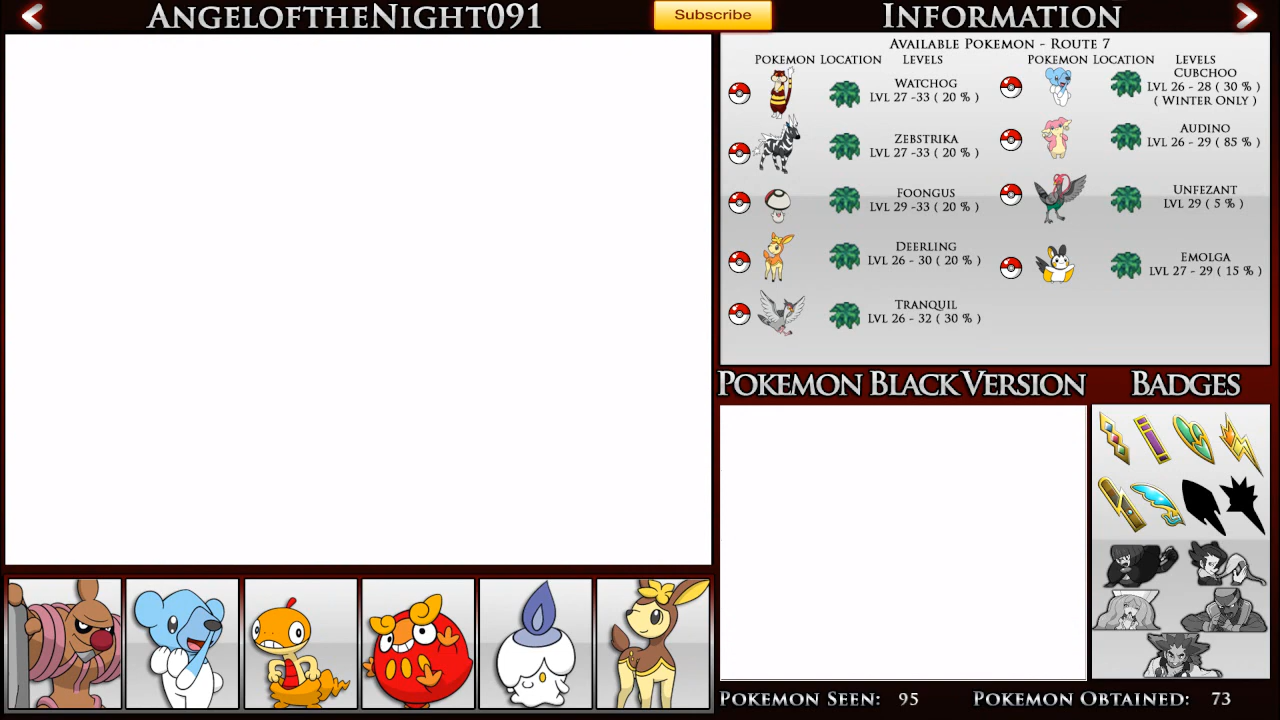 AngeloftheNight091
Subscribe
Information
Available Pokemon - Route 7
Pokemon Location Levels
Pokemon Location Levels
Watchog
Lvl 27 -33 ( 20 % )
Cubchoo
Lvl 26 - 28 ( 30 % )
( Winter Only )
Zebstrika
Lvl 27 -33 ( 20 % )
Audino
Lvl 26 - 29 ( 85 % )
Foongus
Lvl 29 -33 ( 20 % )
Unfezant
Lvl 29 ( 5 % )
Deerling
Lvl 26 - 30 ( 20 % )
Emolga
Lvl 27 - 29 ( 15 % )
Tranquil
Lvl 26 - 32 ( 30 % )
Pokemon Black Version
Badges
Pokemon Seen: 95
Pokemon Obtained: 73